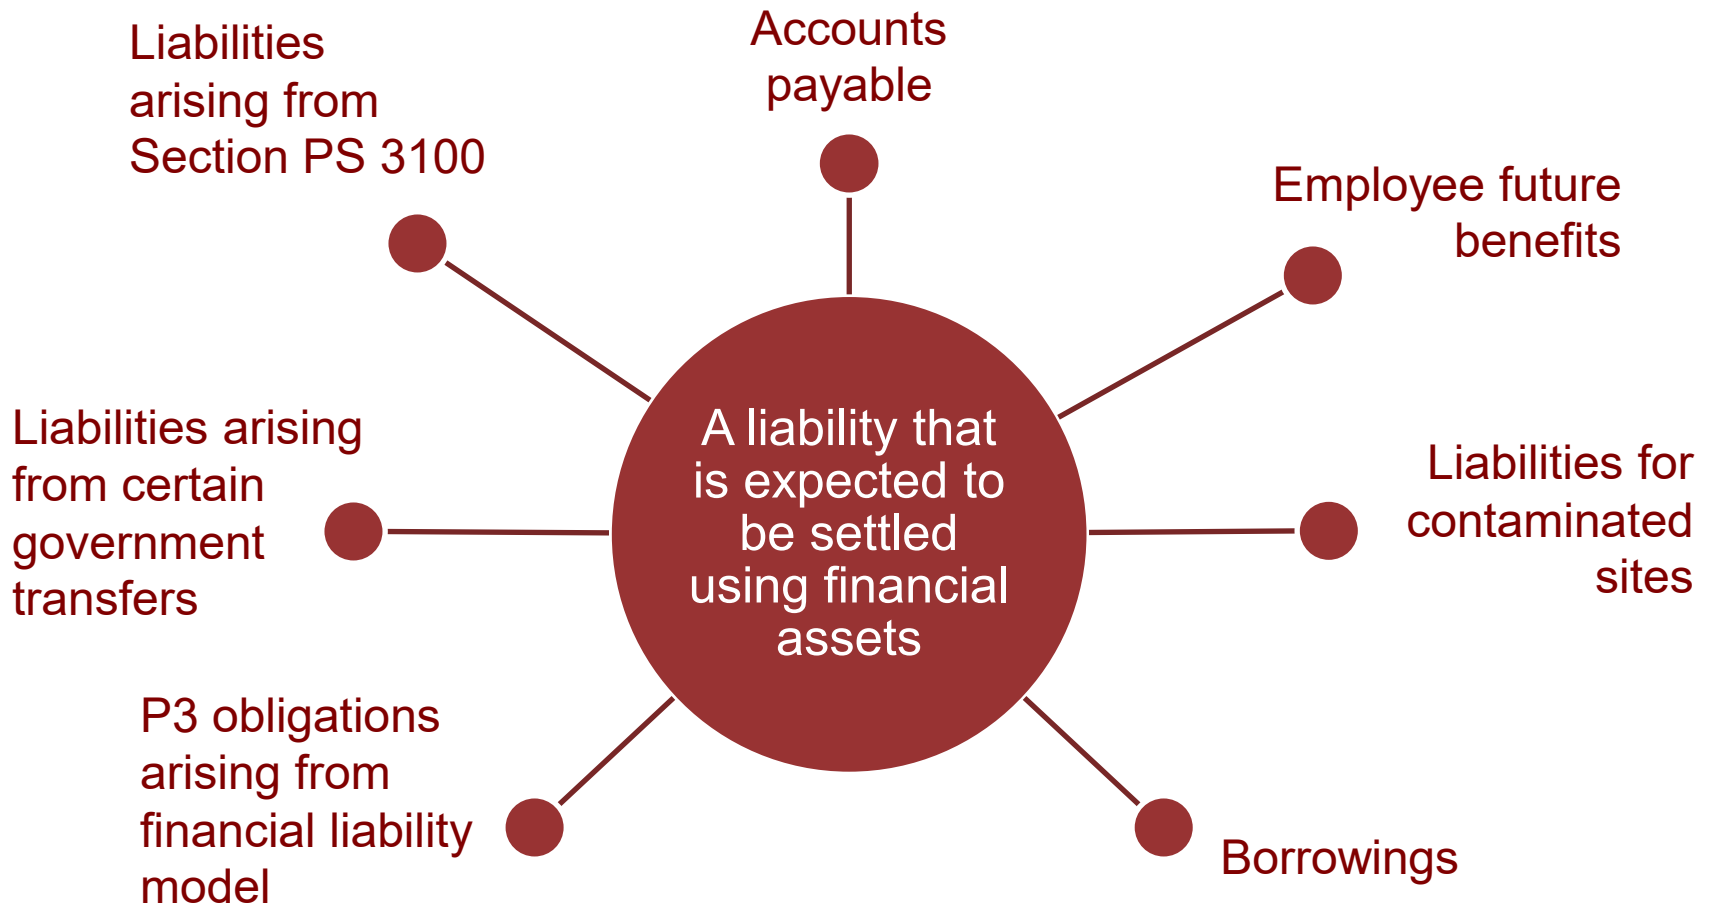 Liabilities
arising from
Section PS 3100
Accounts
payable
Employee future
benefits
Liabilities arising
from certain
government
transfers
A liability that
is expected to
be settled
using financial
assets
Liabilities for
contaminated
sites
P3 obligations
arising from
financial liability
model
Borrowings